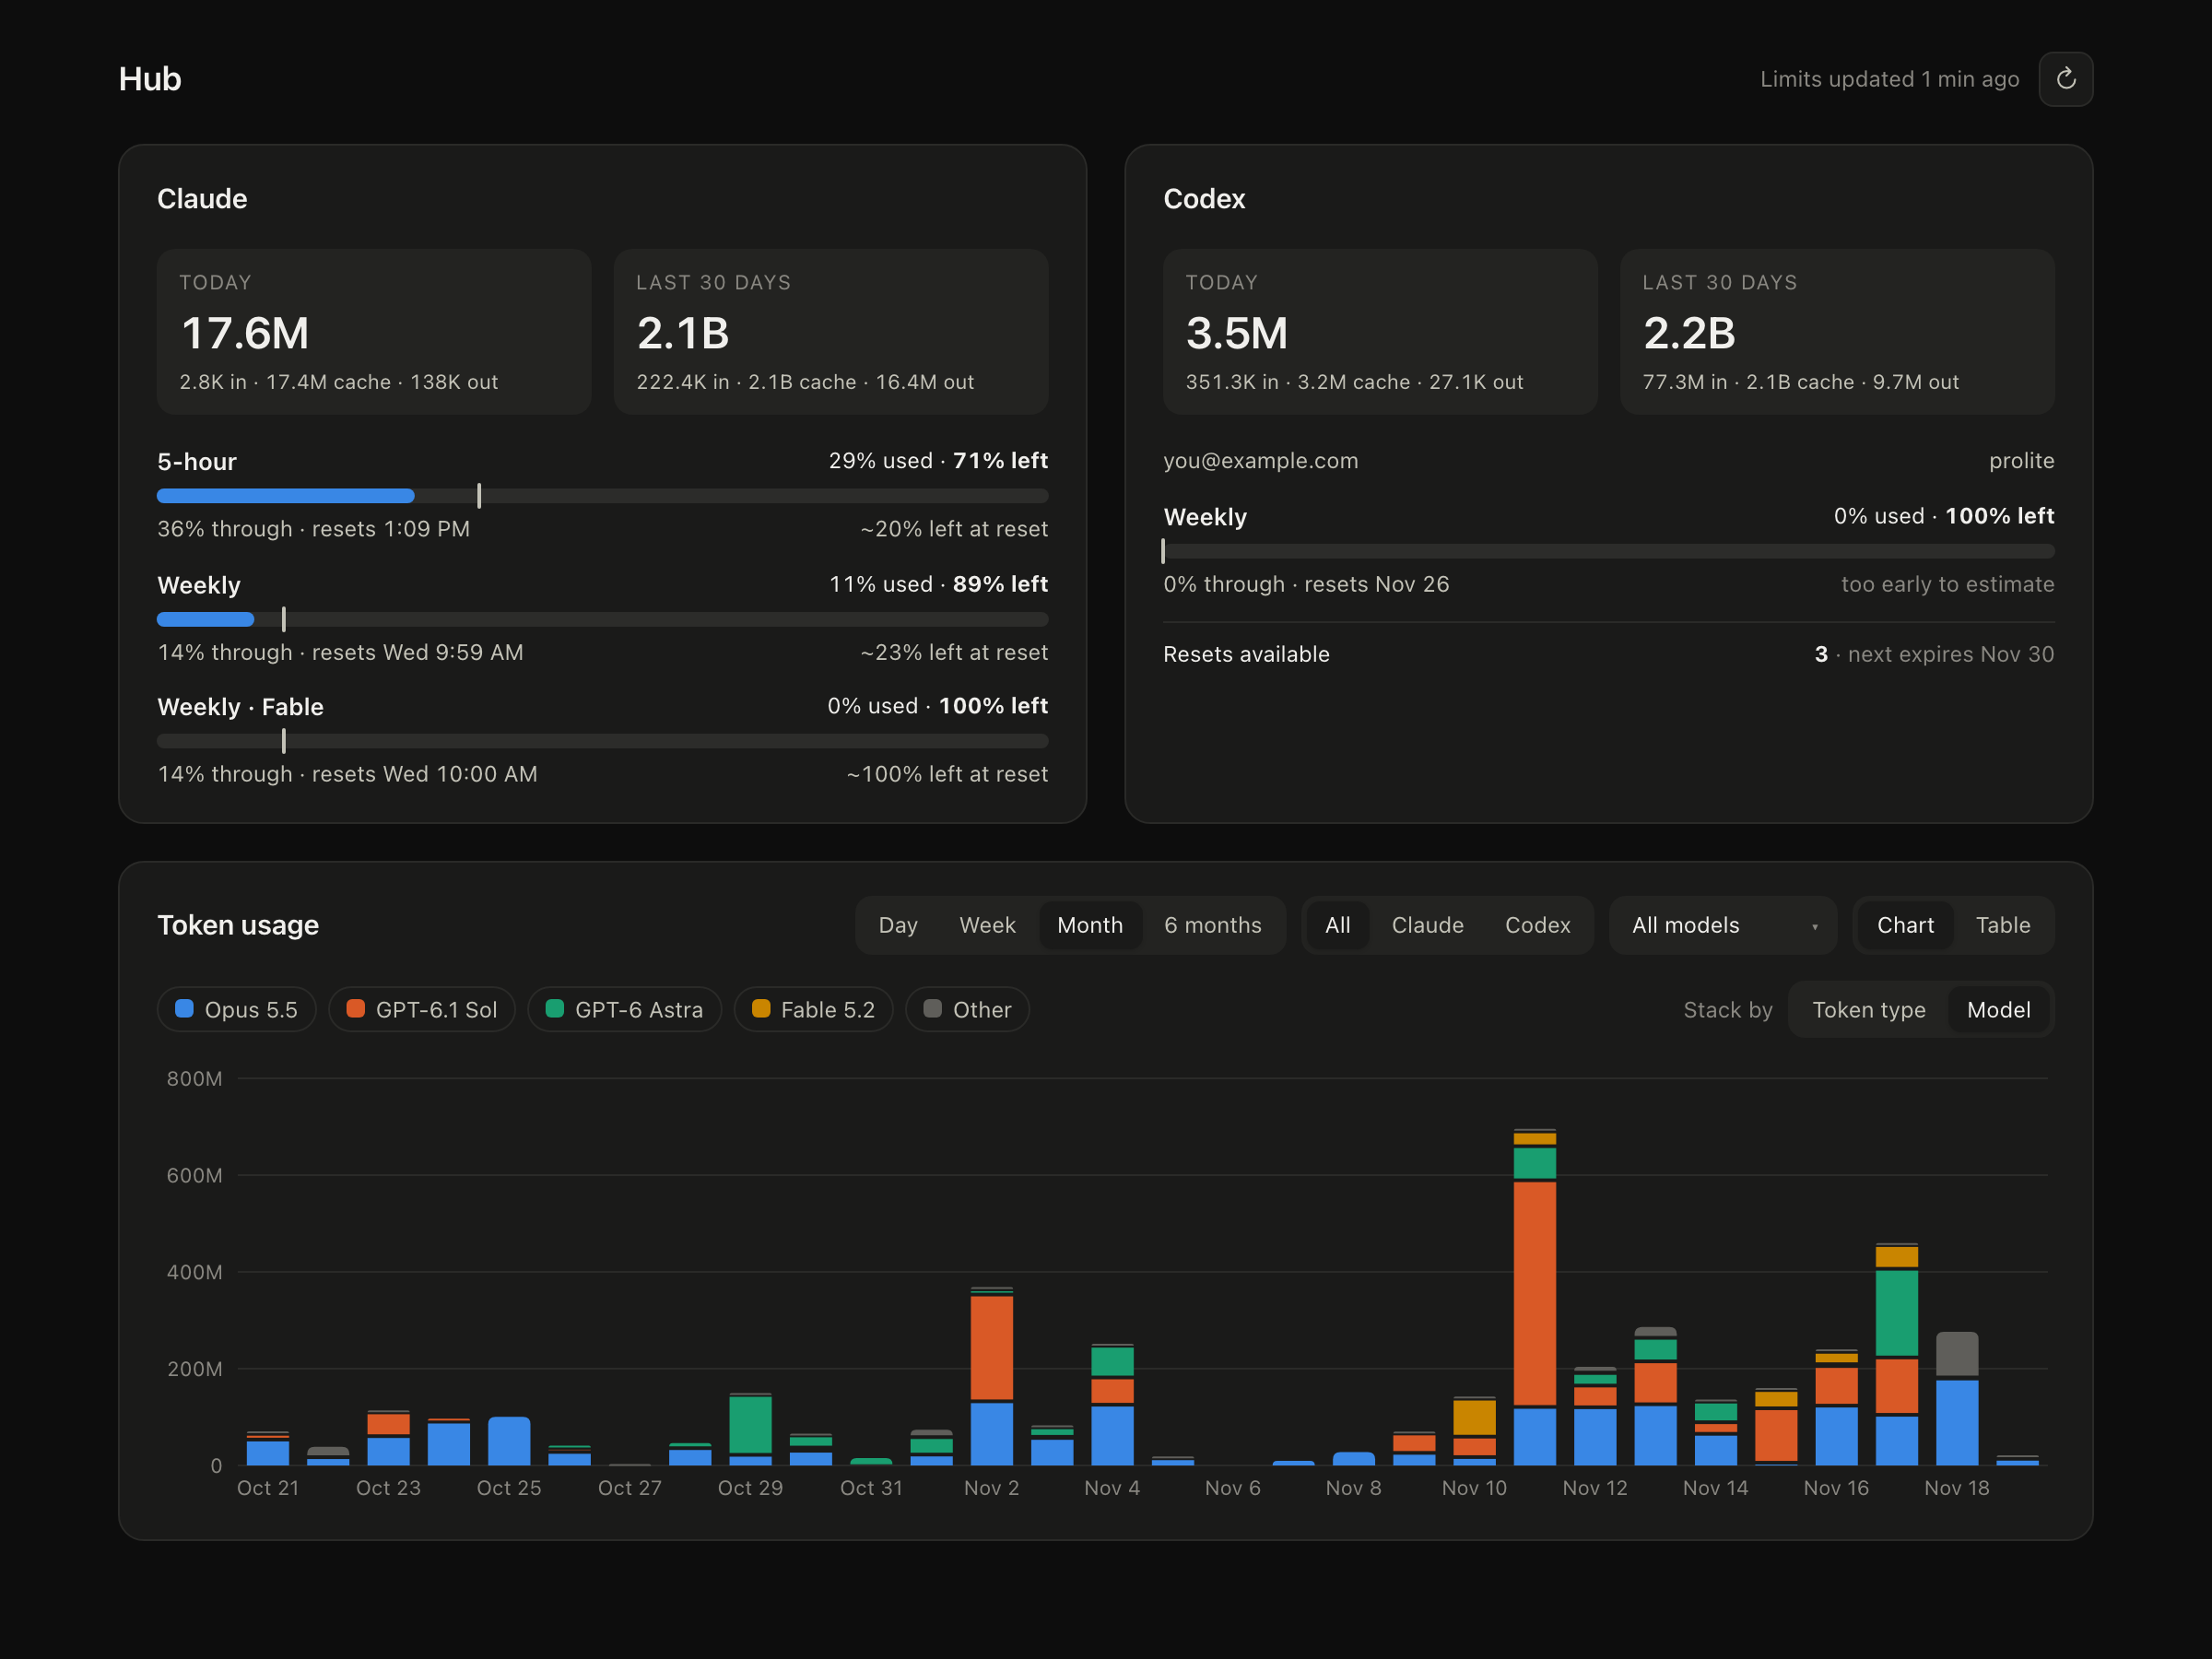 Hub
Limits updated 1 min ago
Claude
TODAY
17.6M
2.8K in · 17.4M cache · 138K out
LAST 30 DAYS
2.1B
222.4K in · 2.1B cache · 16.4M out
5-hour
29% used · 71% left
36% through · resets 1:09 PM
~20% left at reset
Weekly
11% used · 89% left
14% through · resets Wed 9:59 AM
~23% left at reset
Weekly · Fable
0% used · 100% left
14% through · resets Wed 10:00 AM
~100% left at reset
Codex
TODAY
3.5M
351.3K in · 3.2M cache · 27.1K out
LAST 30 DAYS
2.2B
77.3M in · 2.1B cache · 9.7M out
you@example.com
prolite
Weekly
0% used · 100% left
0% through · resets Nov 26
too early to estimate
Resets available
3 · next expires Nov 30
Token usage
Day Week Month 6 months
All Claude Codex
All models
Chart Table
Opus 5.5
GPT-6.1 Sol
GPT-6 Astra
Fable 5.2
Other
Stack by Token type Model
800M
600M
400M
200M
0
Oct 21 Oct 23 Oct 25 Oct 27 Oct 29 Oct 31 Nov 2 Nov 4 Nov 6 Nov 8 Nov 10 Nov 12 Nov 14 Nov 16 Nov 18